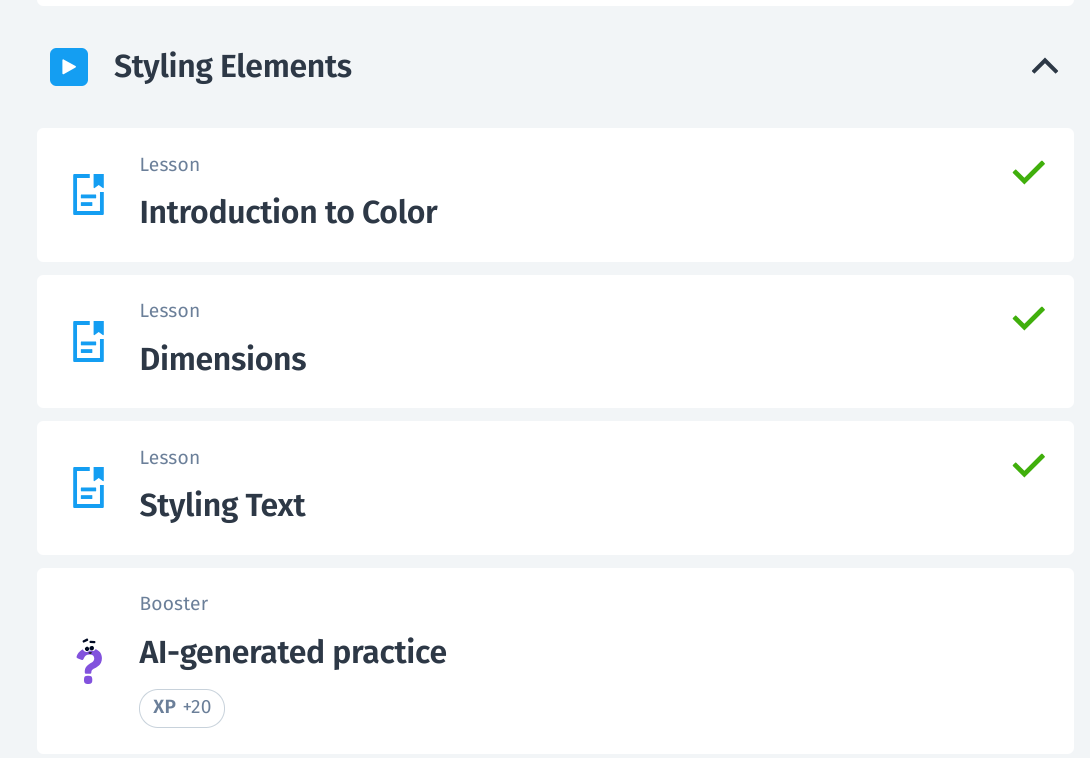 Styling Elements
Lesson
Introduction to Color
Lesson
Dimensions
Lesson
Styling Text
Booster
AI-generated practice
XP +20